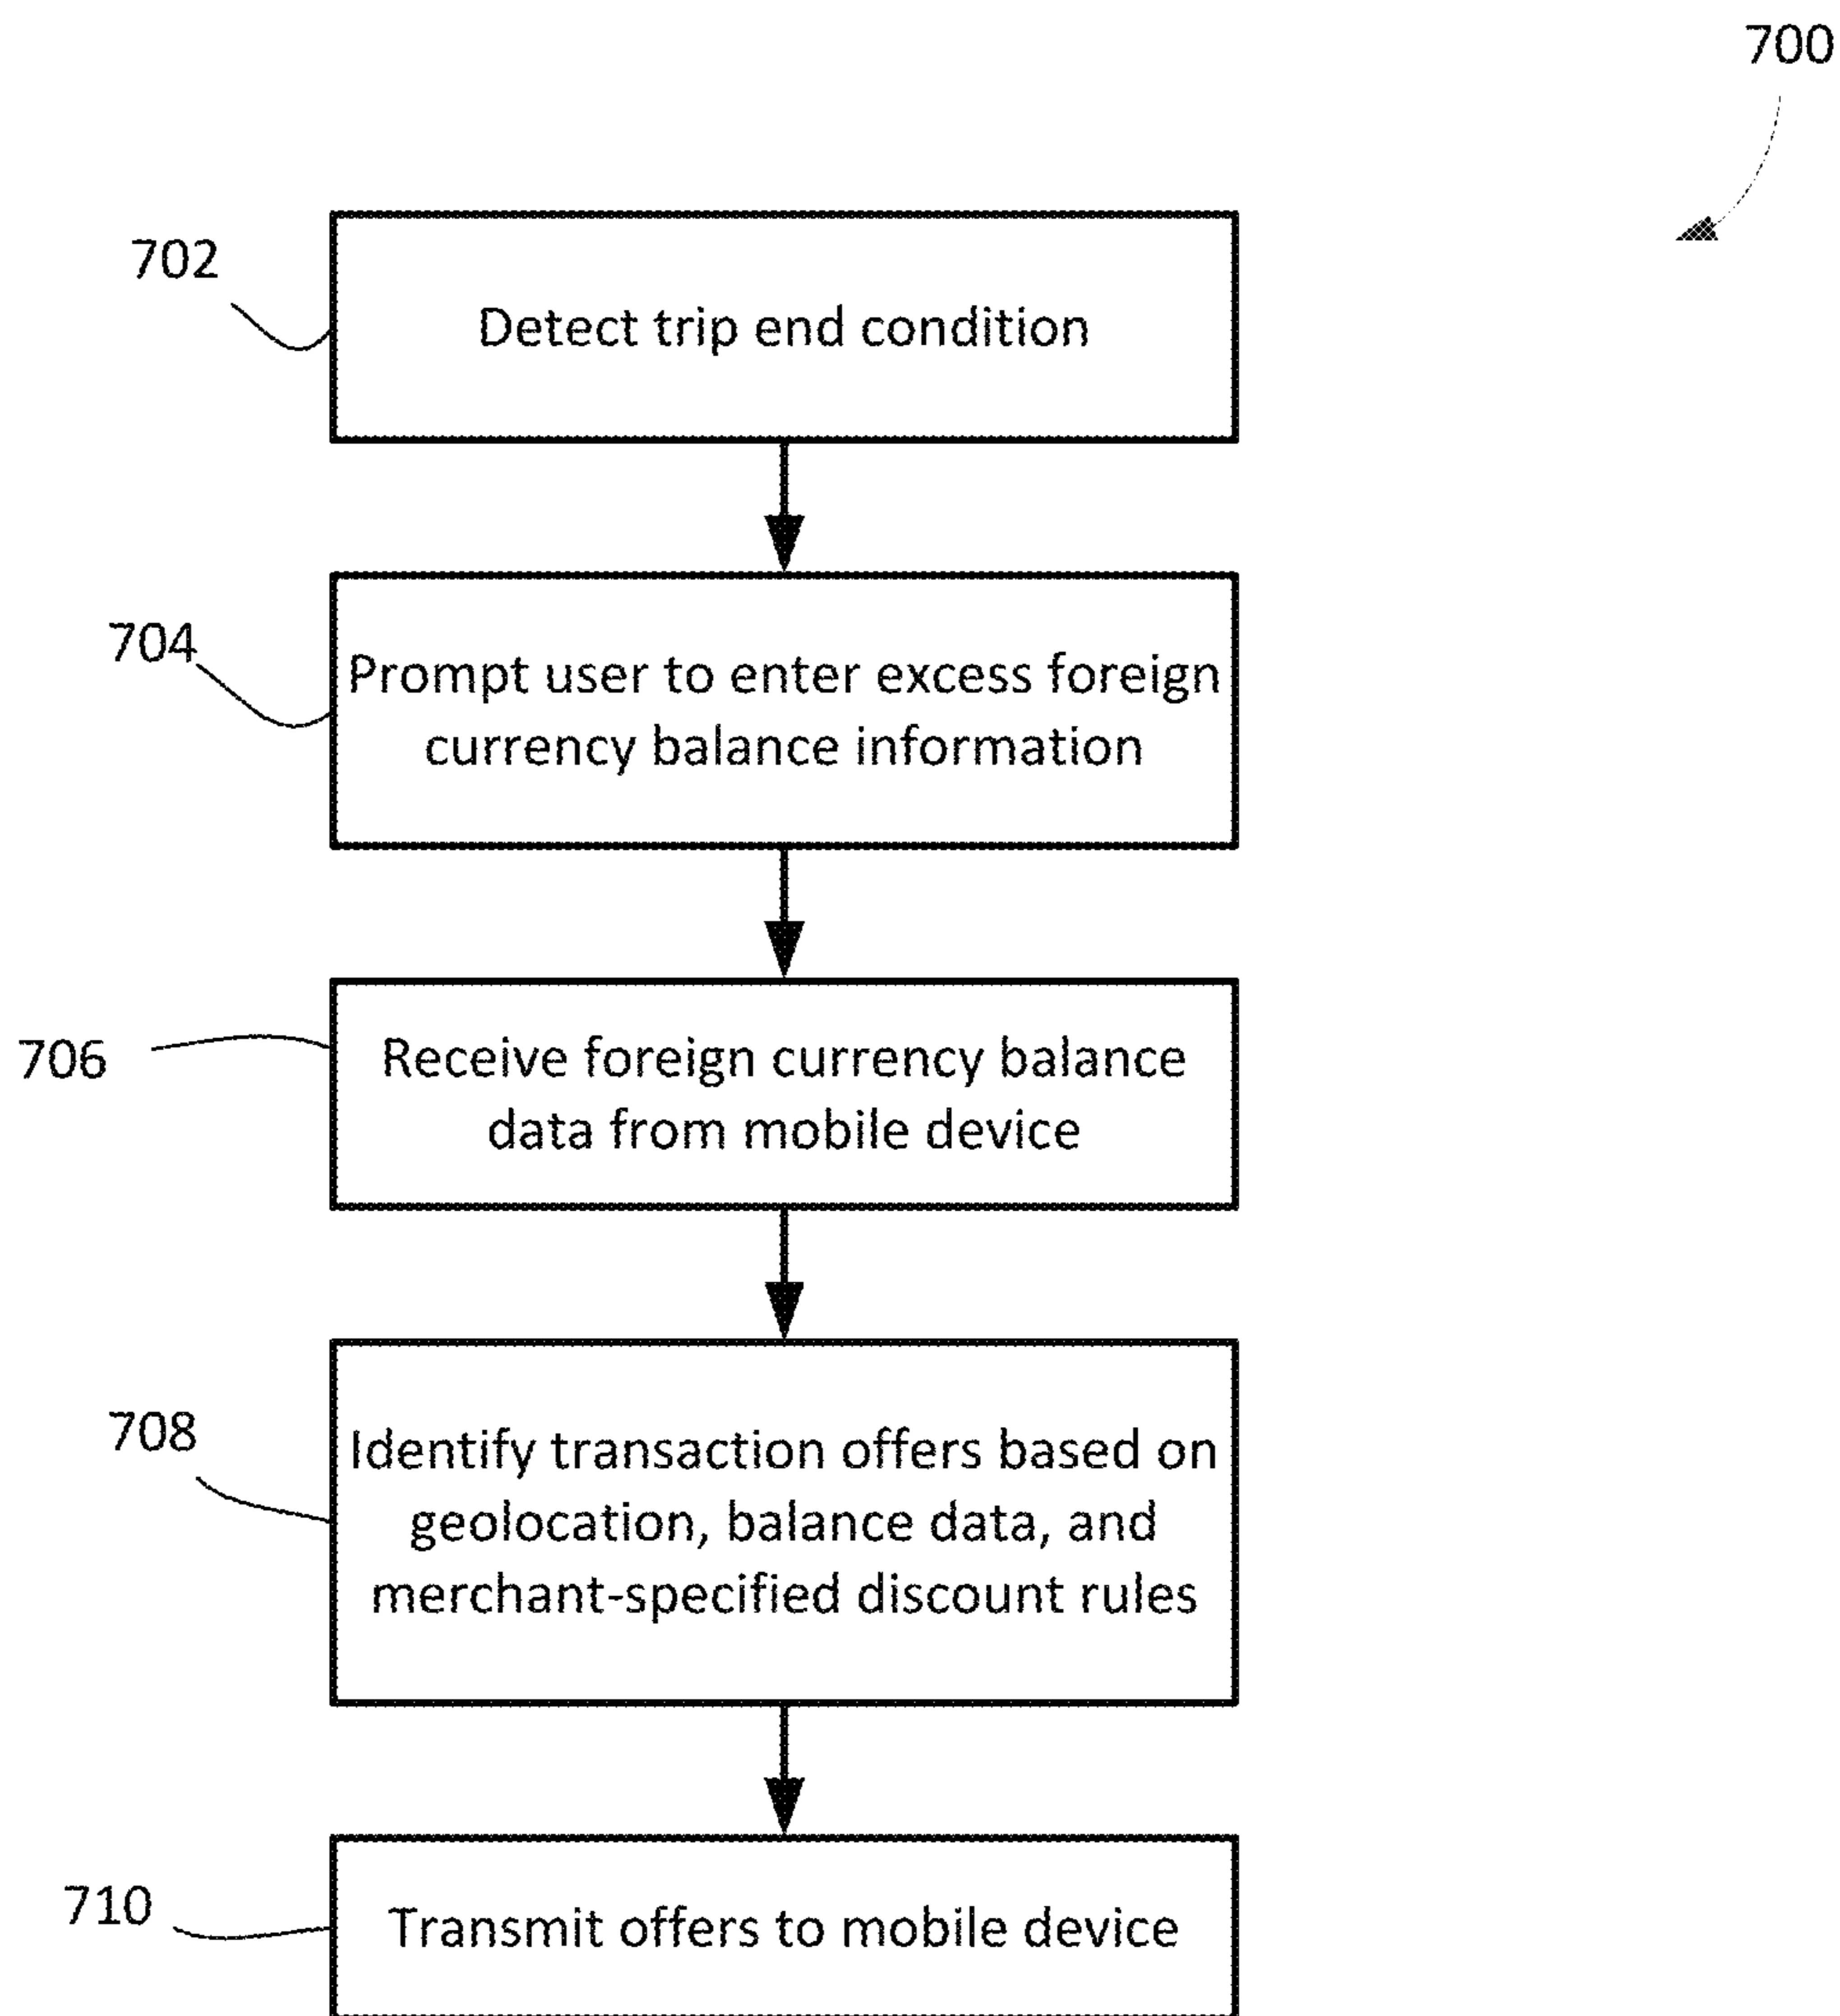 700
702
Detect trip end condition
704
Prompt user to enter excess foreign
currency balance information
706
Receive foreign currency balance
data from mobile device
708
Identify transaction offers based on
geolocation, balance data, and
merchant-specified discount rules
710
Transmit offers to mobile device